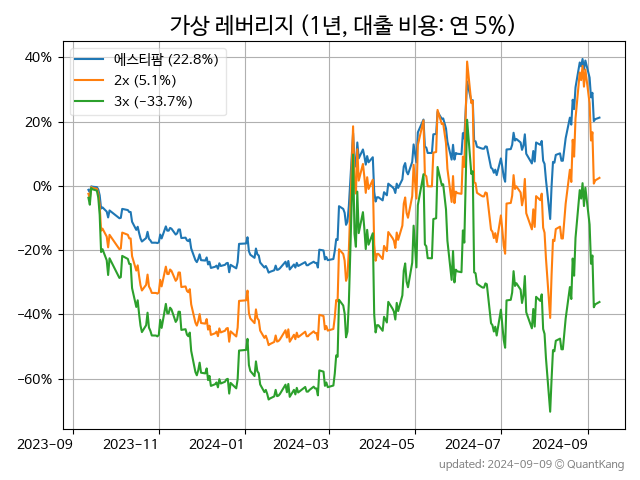 가상 레버리지 (1년, 대출 비용: 연 5%)
에스티팜 (22.8%)
2x (5.1%)
3x (−33.7%)
40%
20%
0%
−20%
−40%
−60%
2023-09
2023-11
2024-01
2024-03
2024-05
2024-07
2024-09
updated: 2024-09-09 © QuantKang